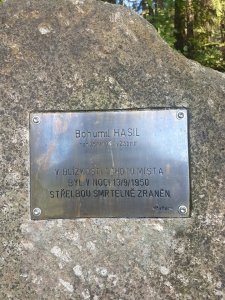 Bohumil HASIL
V BLÍZKOSTI TOHOTO MÍSTA
BYL V NOCI 13/9/1950
STŘELBOU SMRTELNĚ ZRANĚN